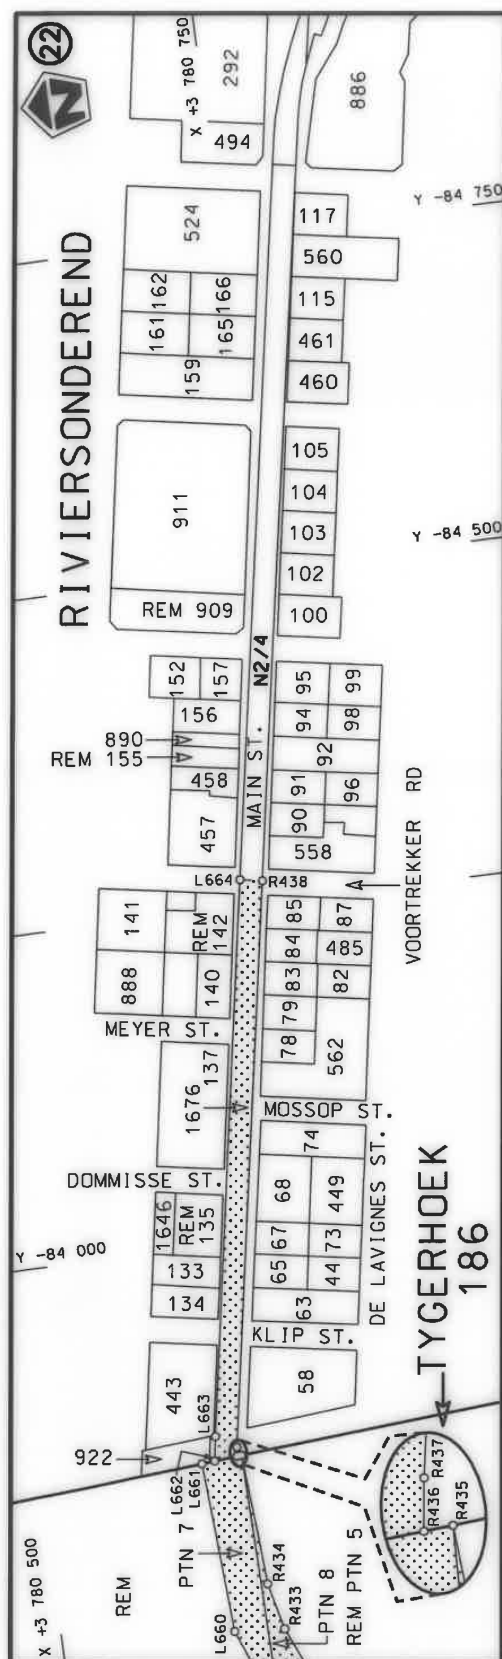 22
N
RIVIERSONDEREND
X +3 780 750
292
494
886
Y -84 750
524
162
166
161
165
159
117
560
115
461
460
911
REM 909
105
104
103
102
100
Y -84 500
N2/4
MAIN ST.
152
157
156
890
REM 155
458
457
95
99
94
98
92
91
96
90
558
VOORTREKKER RD
L664
R438
141
REM
142
888
140
85
87
84
485
83
82
79
78
562
MEYER ST.
137
1676
MOSSOP ST.
DOMMISSE ST.
74
68
449
67
73
65
44
63
DE LAVIGNES ST.
1646
REM
135
133
134
Y -84 000
KLIP ST.
58
443
922
L663
L662
L661
L660
TYGERHOEK
186
R437
R436
R435
R434
R433
PTN 7
PTN 8
REM PTN 5
REM
X +3 780 500